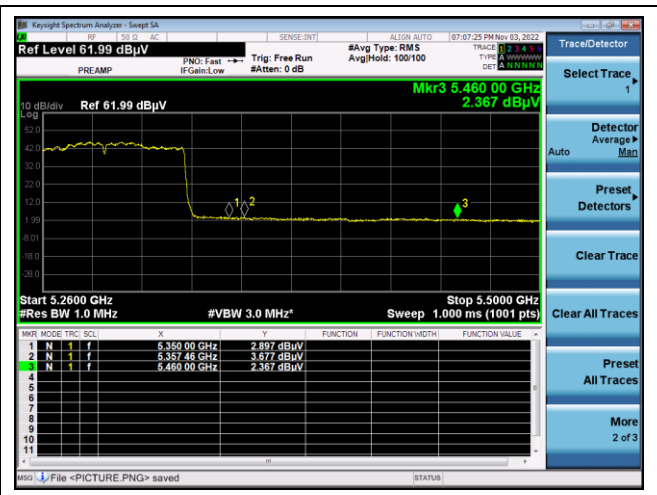 Keysight Spectrum Analyzer - Swept SA
RF 50 Ω AC SENSE:INT ALIGN AUTO 07:07:25 PM Nov 03, 2022
Ref Level 61.99 dBµV #Avg Type: RMS TRACE 1 2 3 4 5 6
PNO: Fast Trig: Free Run Avg|Hold: 100/100 TYPE A WWWWW
PREAMP IFGain:Low #Atten: 0 dB DET A NNNNN
Mkr3 5.460 00 GHz
2.367 dBµV
10 dB/div Ref 61.99 dBµV
Log
52.0
42.0
32.0
22.0
12.0
1.99
-8.01
-18.0
-28.0
1 2 3
Start 5.2600 GHz Stop 5.5000 GHz
#Res BW 1.0 MHz #VBW 3.0 MHz* Sweep 1.000 ms (1001 pts)
MKR MODE TRC SCL X Y FUNCTION FUNCTION WIDTH FUNCTION VALUE
1 N 1 f 5.350 00 GHz 2.897 dBµV
2 N 1 f 5.357 46 GHz 3.677 dBµV
3 N 1 f 5.460 00 GHz 2.367 dBµV
4
5
6
7
8
9
10
11
MSG File <PICTURE.PNG> saved STATUS
Trace/Detector
Select Trace
1
Detector
Average
Auto Man
Preset
Detectors
Clear Trace
Clear All Traces
Preset
All Traces
More
2 of 3